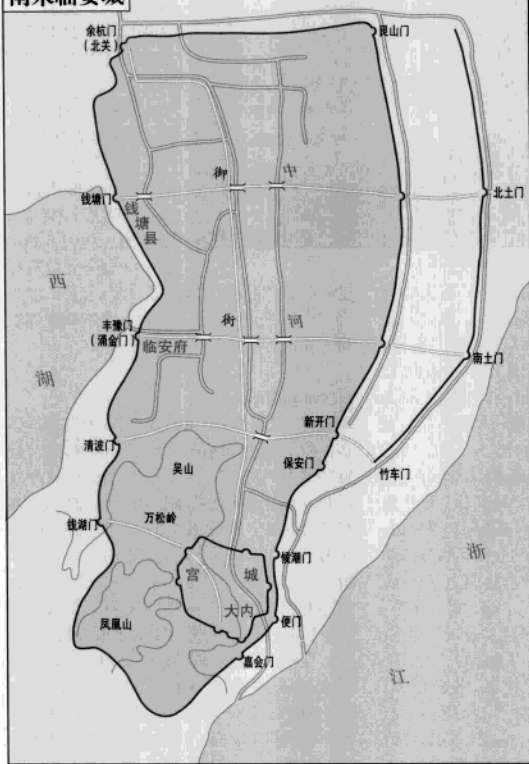 南宋临安城
余杭门
(北关)
艮山门
御
中
钱塘门
北土门
钱塘县
西
丰豫门
(涌金门)
临安府
街
河
湖
南土门
新开门
清波门
保安门
吴山
竹车门
钱湖门
万松岭
浙
候潮门
宫
城
大内
凤凰山
便门
嘉会门
江